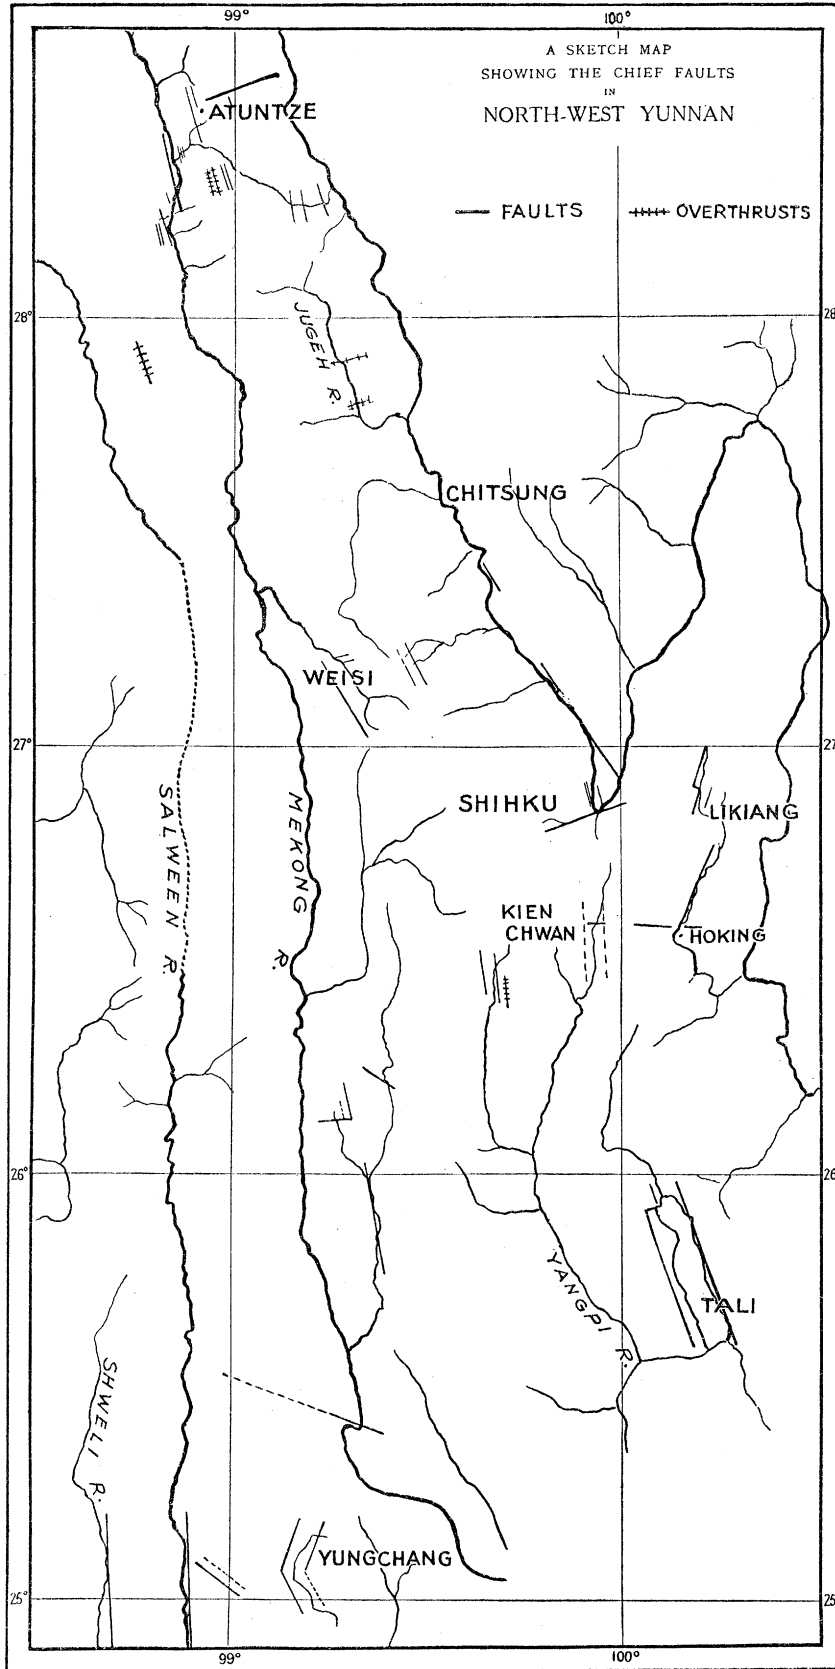 99°
100°
A SKETCH MAP
SHOWING THE CHIEF FAULTS
IN
NORTH-WEST YUNNAN
ATUNTZE
FAULTS
OVERTHRUSTS
28°
28
JUGEH R.
CHITSUNG
WEISI
27°
27
SALWEEN R.
MEKONG R.
SHIHKU
LIKIANG
KIEN
CHWAN
HOKING
26°
26
YANGPI R.
TALI
SHWELI R.
YUNGCHANG
25°
25
99°
100°